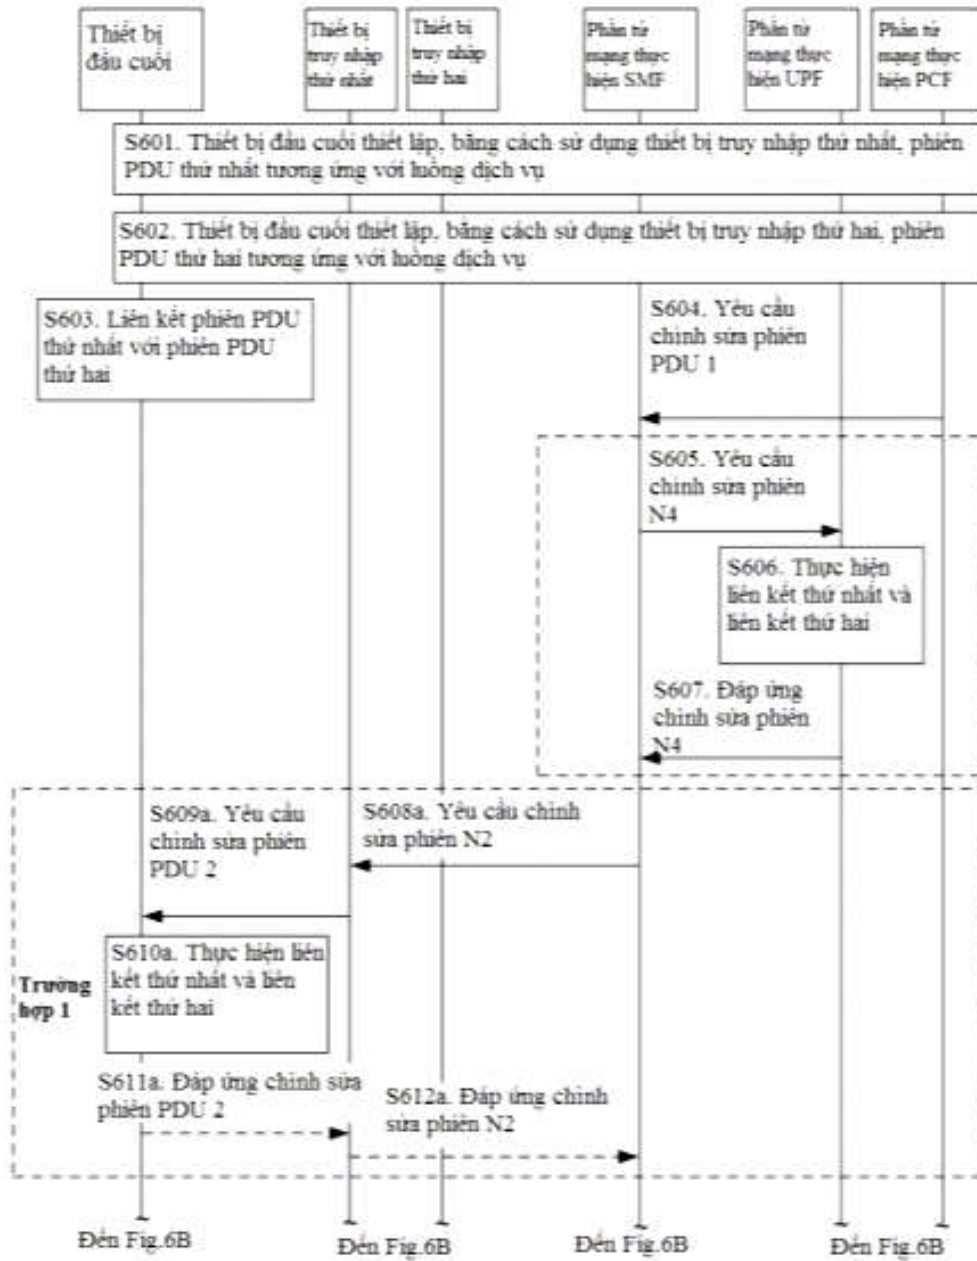 Thiết bị
đầu cuối
Thiết bị
truy nhập
thứ nhất
Thiết bị
truy nhập
thứ hai
Phần tử
mạng thực
hiện SMF
Phần tử
mạng thực
hiện UPF
Phần tử
mạng thực
hiện PCF
S601. Thiết bị đầu cuối thiết lập, bằng cách sử dụng thiết bị truy nhập thứ nhất, phiên
PDU thứ nhất tương ứng với luồng dịch vụ
S602. Thiết bị đầu cuối thiết lập, bằng cách sử dụng thiết bị truy nhập thứ hai, phiên
PDU thứ hai tương ứng với luồng dịch vụ
S603. Liên kết phiên PDU
thứ nhất với phiên PDU
thứ hai
S604. Yêu cầu
chỉnh sửa phiên
PDU 1
S605. Yêu cầu
chỉnh sửa phiên
N4
S606. Thực hiện
liên kết thứ nhất và
liên kết thứ hai
S607. Đáp ứng
chỉnh sửa phiên
N4
S609a. Yêu cầu
chỉnh sửa phiên
PDU 2
S608a. Yêu cầu chỉnh
sửa phiên N2
Trường
hợp 1
S610a. Thực hiện liên
kết thứ nhất và liên
kết thứ hai
S611a. Đáp ứng chỉnh sửa
phiên PDU 2
S612a. Đáp ứng chỉnh
sửa phiên N2
Đến Fig.6B
Đến Fig.6B
Đến Fig.6B
Đến Fig.6B